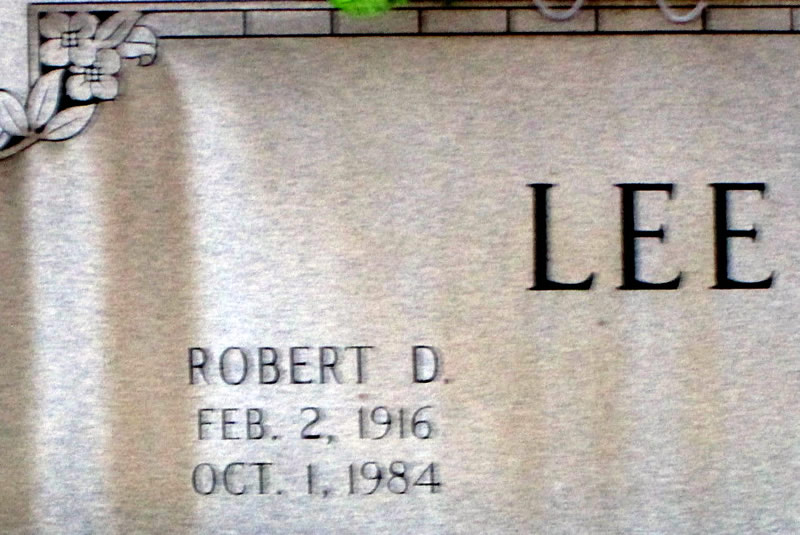 LEE
ROBERT D.
FEB. 2, 1916
OCT. 1, 1984